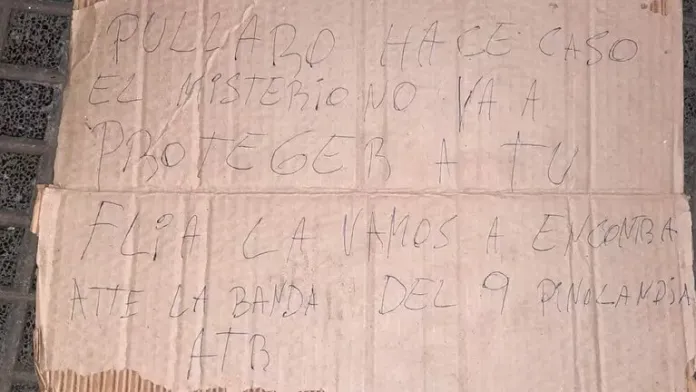 PULLARO HACE CASO
EL MISTERIO NO VA A
PROTEGER A TU
FLIA LA VAMOS A ENCONTRA
ATTE LA BANDA DEL 9 PINOLANDIA
ATB